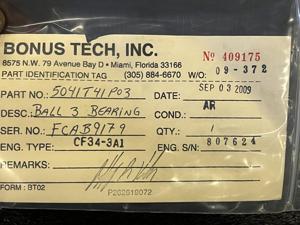 BONUS TECH, INC.
8575 N.W. 79 Avenue Bay D • Miami, Florida 33166
Nº 409175
PART IDENTIFICATION TAG (305) 884-6670 W/O: 09-372
PART NO.: 5041T41P03 DATE: SEP 03 2009
DESC. BALL 3 BEARING COND.: AR
SER. NO.: FCAB9179 QTY.: 1
ENG. TYPE: CF34-3A1 ENG. S/N: 807624
REMARKS:
FORM : BT02